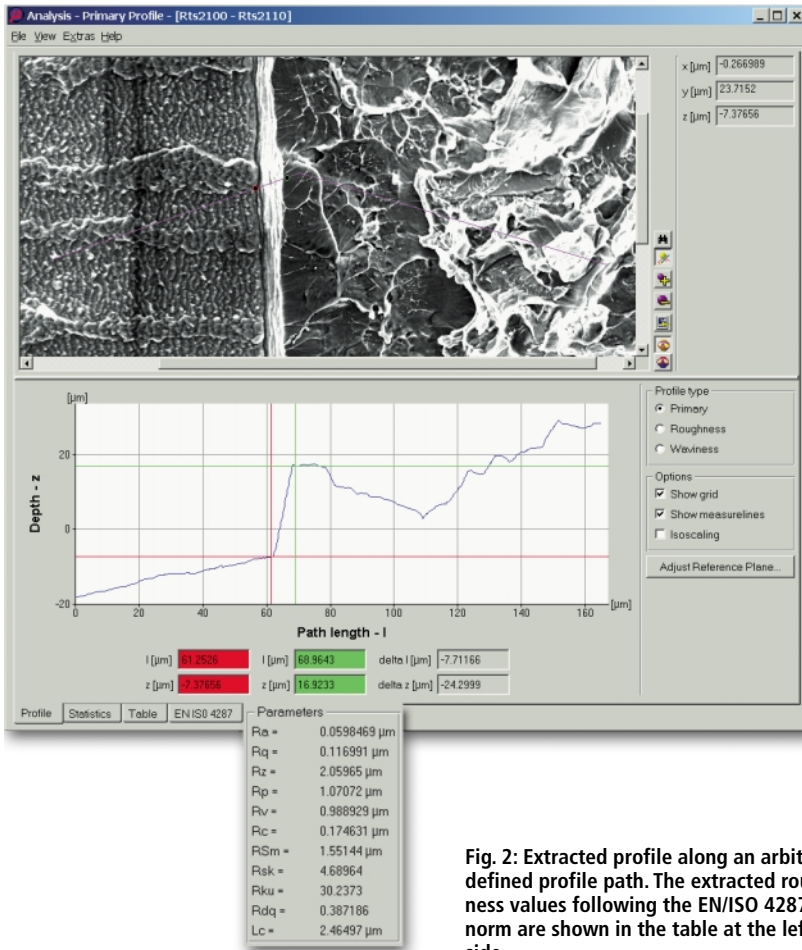 Analysis - Primary Profile - [Rts2100 - Rts2110]
File View Extras Help
x [µm] -0.266989
y [µm] 23.7152
z [µm] -7.37656
[µm]
20
0
-20
Depth - z
0 20 40 60 80 100 120 140 160 [µm]
Path length - l
l [µm] 61.2526 l [µm] 68.9643 delta l [µm] -7.71166
z [µm] -7.37656 z [µm] 16.9233 delta z [µm] -24.2999
Profile type
Primary
Roughness
Waviness
Options
Show grid
Show measurelines
Isoscaling
Adjust Reference Plane...
Profile Statistics Table EN ISO 4287
Parameters
Ra = 0.0598469 µm
Rq = 0.116991 µm
Rz = 2.05965 µm
Rp = 1.07072 µm
Rv = 0.988929 µm
Rc = 0.174631 µm
RSm = 1.55144 µm
Rsk = 4.68964
Rku = 30.2373
Rdq = 0.387186
Lc = 2.46497 µm
Fig. 2: Extracted profile along an arbit
defined profile path. The extracted rou
ness values following the EN/ISO 4287
norm are shown in the table at the lef
side